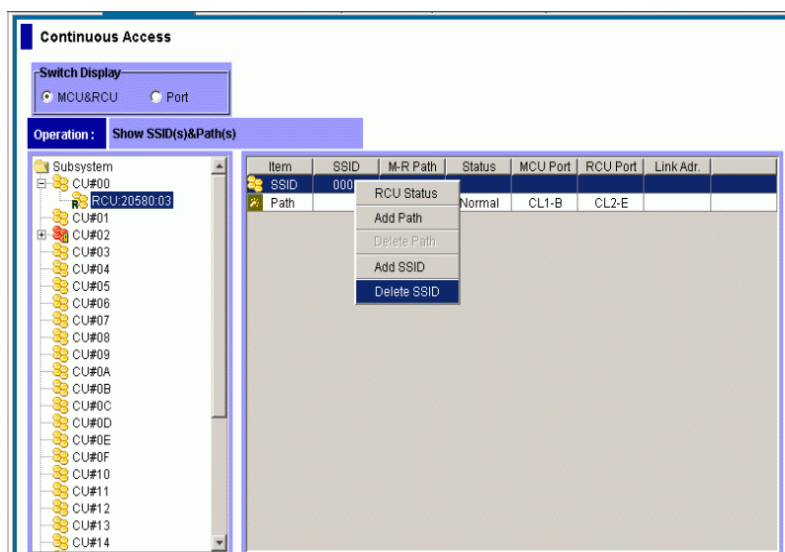 Continuous Access
Switch Display
MCU&RCU Port
Operation : Show SSID(s)&Path(s)
Subsystem
CU#00
RCU:20580:03
CU#01
CU#02
CU#03
CU#04
CU#05
CU#06
CU#07
CU#08
CU#09
CU#0A
CU#0B
CU#0C
CU#0D
CU#0E
CU#0F
CU#10
CU#11
CU#12
CU#13
CU#14
Item SSID M-R Path Status MCU Port RCU Port Link Adr.
SSID 000
Path Normal CL1-B CL2-E
RCU Status
Add Path
Delete Path
Add SSID
Delete SSID